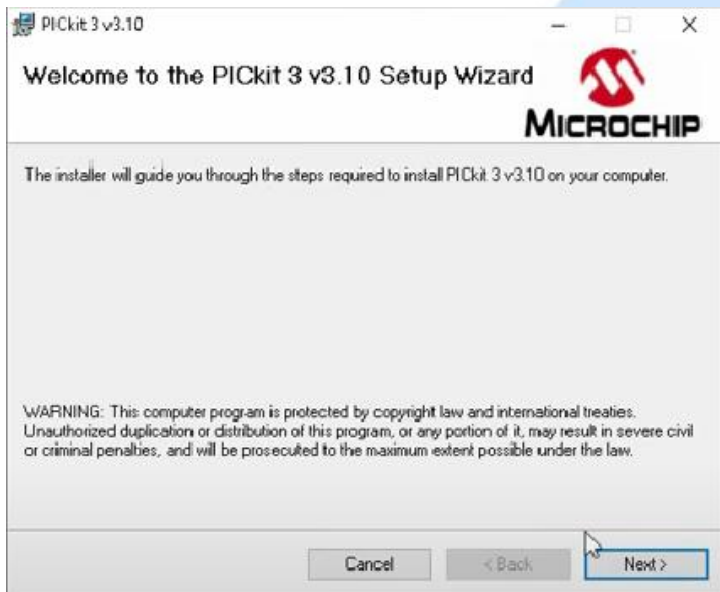 PICkit 3 v3.10
Welcome to the PICkit 3 v3.10 Setup Wizard
MICROCHIP
The installer will guide you through the steps required to install PICkit 3 v3.10 on your computer.
WARNING: This computer program is protected by copyright law and international treaties.
Unauthorized duplication or distribution of this program, or any portion of it, may result in severe civil
or criminal penalties, and will be prosecuted to the maximum extent possible under the law.
Cancel
< Back
Next >